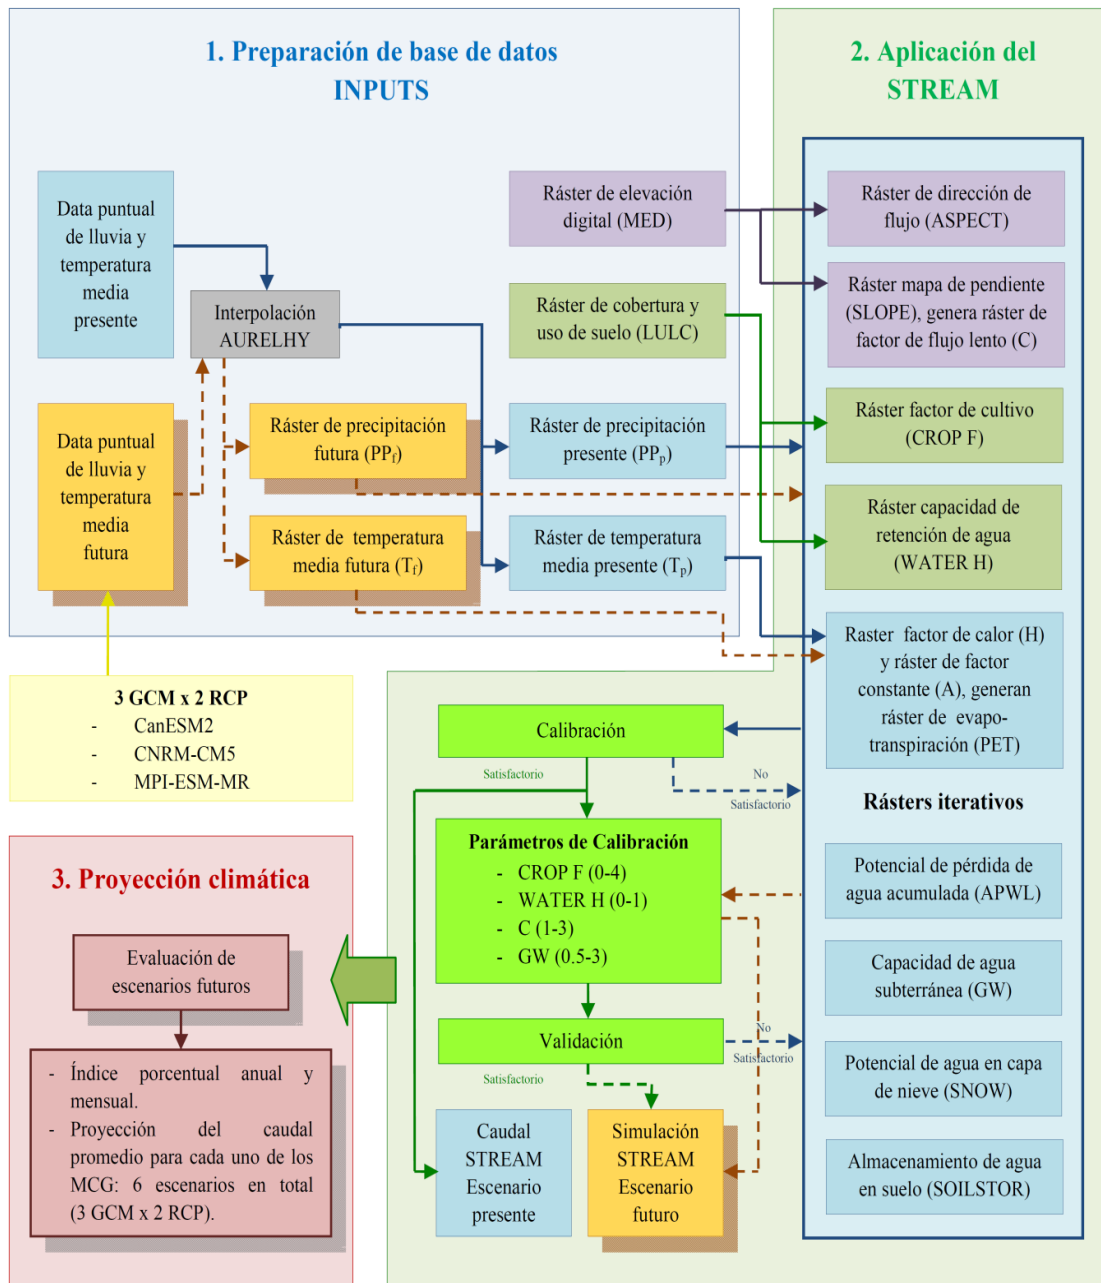 1. Preparación de base de datos
INPUTS
2. Aplicación del
STREAM
Data puntual
de lluvia y
temperatura
media
presente
Interpolación
AURELHY
Ráster de elevación
digital (MED)
Ráster de cobertura y
uso de suelo (LULC)
Data puntual
de lluvia y
temperatura
media
futura
Ráster de precipitación
futura (PPf)
Ráster de precipitación
presente (PPp)
Ráster de temperatura
media futura (Tf)
Ráster de temperatura
media presente (Tp)
Ráster de dirección de
flujo (ASPECT)
Ráster mapa de pendiente
(SLOPE), genera ráster de
factor de flujo lento (C)
Ráster factor de cultivo
(CROP F)
Ráster capacidad de
retención de agua
(WATER H)
Raster factor de calor (H)
y ráster de factor
constante (A), generan
ráster de evapo-
transpiración (PET)
Rásters iterativos
Potencial de pérdida de
agua acumulada (APWL)
Capacidad de agua
subterránea (GW)
Potencial de agua en capa
de nieve (SNOW)
Almacenamiento de agua
en suelo (SOILSTOR)
3 GCM x 2 RCP
- CanESM2
- CNRM-CM5
- MPI-ESM-MR
Calibración
Satisfactorio
No
Satisfactorio
Parámetros de Calibración
- CROP F (0-4)
- WATER H (0-1)
- C (1-3)
- GW (0.5-3)
Validación
No
Satisfactorio
Satisfactorio
Caudal
STREAM
Escenario
presente
Simulación
STREAM
Escenario
futuro
3. Proyección climática
Evaluación de
escenarios futuros
- Índice porcentual anual y
mensual.
- Proyección del caudal
promedio para cada uno de los
MCG: 6 escenarios en total
(3 GCM x 2 RCP).